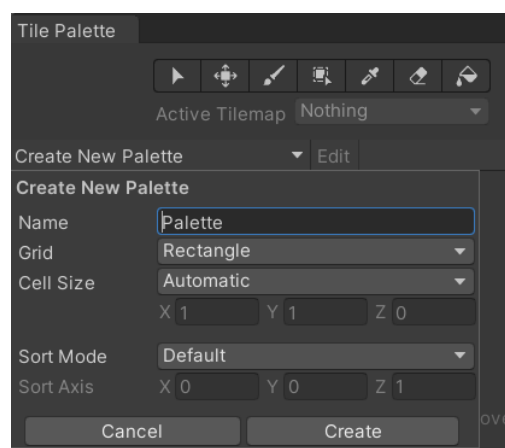 Tile Palette
Active Tilemap Nothing
Create New Palette Edit
Create New Palette
Name Palette
Grid Rectangle
Cell Size Automatic
X 1 Y 1 Z 0
Sort Mode Default
Sort Axis X 0 Y 0 Z 1
Cancel Create